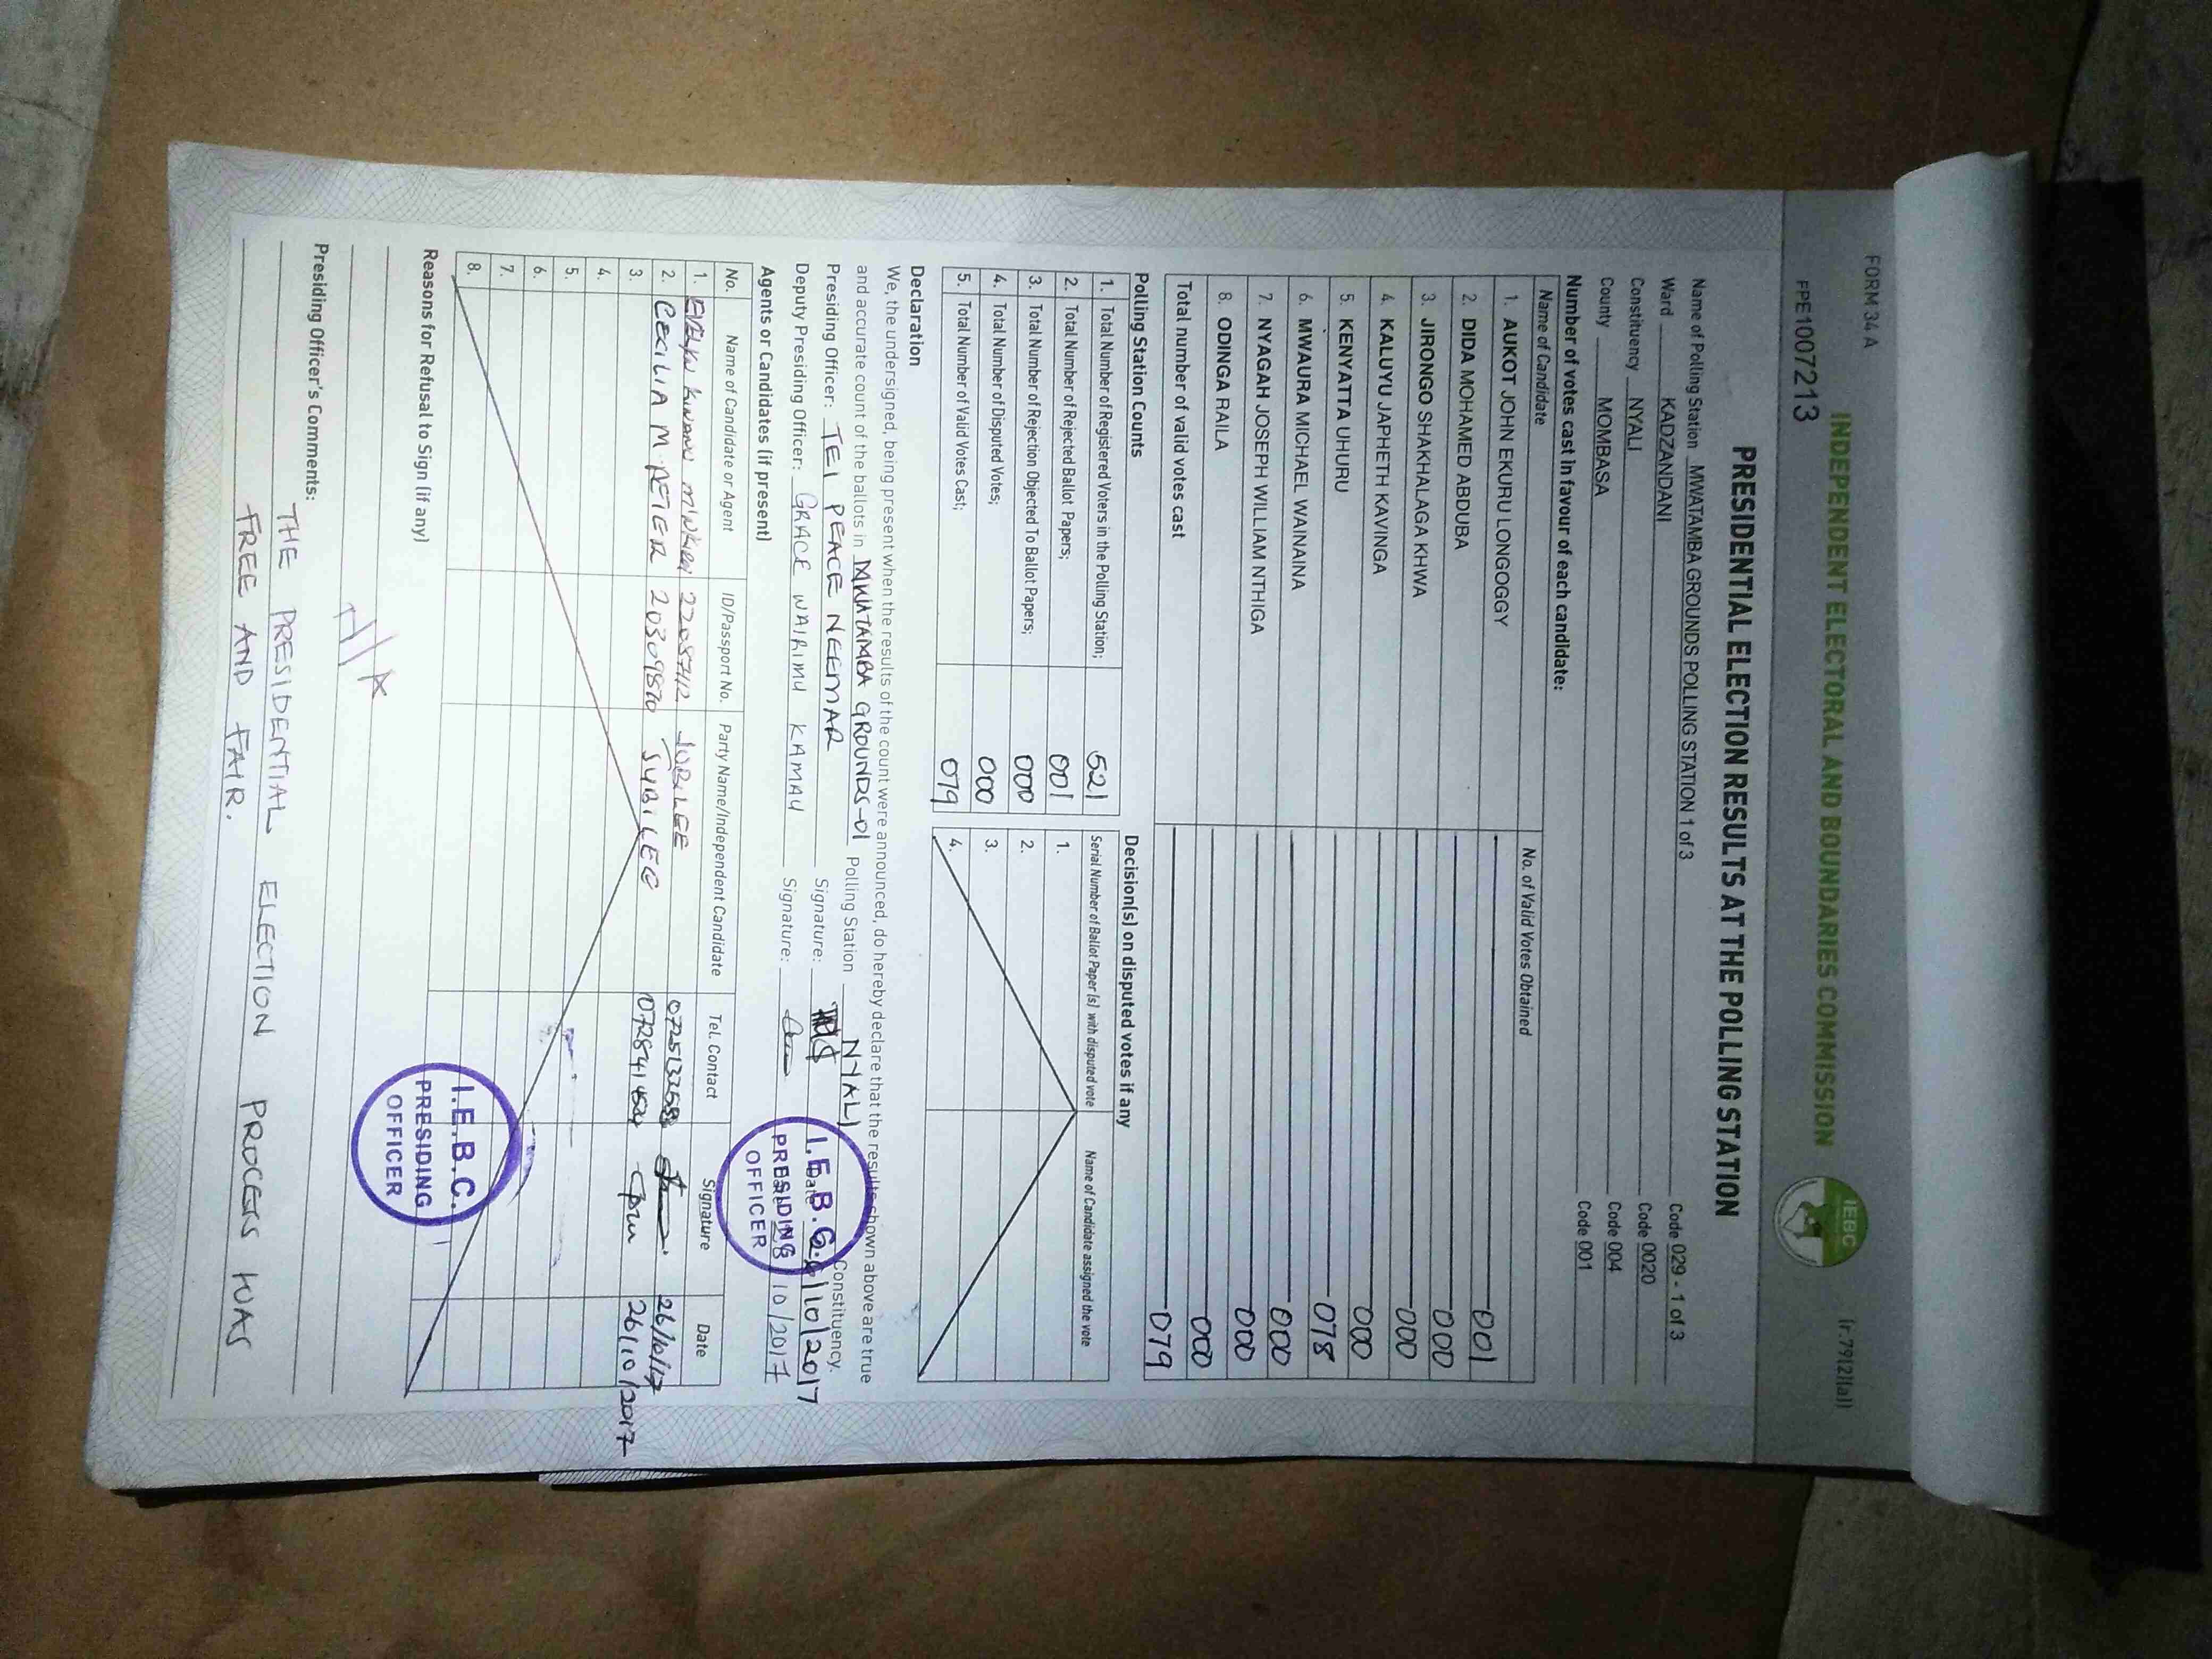 FORM 34 A
(r.79(2)(a))
INDEPENDENT ELECTORAL AND BOUNDARIES COMMISSION
IEBC
FPE1007213
PRESIDENTIAL ELECTION RESULTS AT THE POLLING STATION
Name of Polling Station MWATAMBA GROUNDS POLLING STATION 1 of 3 Code 029 - 1 of 3
Ward KADZANDANI Code 0020
Constituency NYALI Code 004
County MOMBASA Code 001
Number of votes cast in favour of each candidate:
Name of Candidate No. of Valid Votes Obtained
1. AUKOT JOHN EKURU LONGOGGY 001
2. DIDA MOHAMED ABDUBA 000
3. JIRONGO SHAKHALAGA KHWA 000
4. KALUYU JAPHETH KAVINGA 000
5. KENYATTA UHURU 078
6. MWAURA MICHAEL WAINAINA 000
7. NYAGAH JOSEPH WILLIAM NTHIGA 000
8. ODINGA RAILA 000
Total number of valid votes cast 079
Polling Station Counts
1. Total Number of Registered Voters in the Polling Station; 521
2. Total Number of Rejected Ballot Papers; 001
3. Total Number of Rejection Objected To Ballot Papers; 000
4. Total Number of Disputed Votes; 000
5. Total Number of Valid Votes Cast; 079
Decision(s) on disputed votes if any
Serial Number of Ballot Paper (s) with disputed vote Name of Candidate assigned the vote
1.
2.
3.
4.
Declaration
We, the undersigned, being present when the results of the count were announced, do hereby declare that the results shown above are true
and accurate count of the ballots in MWATAMBA GROUNDS-01 Polling Station NYALI Constituency.
Presiding Officer: TEI PEACE NEEMAR Signature: /10/2017
Deputy Presiding Officer: GRACE WAIRIMU KAMAU Signature: 10/2017
I.E.B.C.
PRESIDING
OFFICER
Agents or Candidates (if present)
No. Name of Candidate or Agent ID/Passport No. Party Name/Independent Candidate Tel. Contact Signature Date
1. JUBILEE 26/10/17
2. CECILIA M. PETER 20309870 JUBILEE 26/10/2017
3.
4.
5.
6.
7.
8.
I.E.B.C.
PRESIDING
OFFICER
Reasons for Refusal to Sign (if any)
Presiding Officer's Comments:
THE PRESIDENTIAL ELECTION PROCESS WAS
FREE AND FAIR.